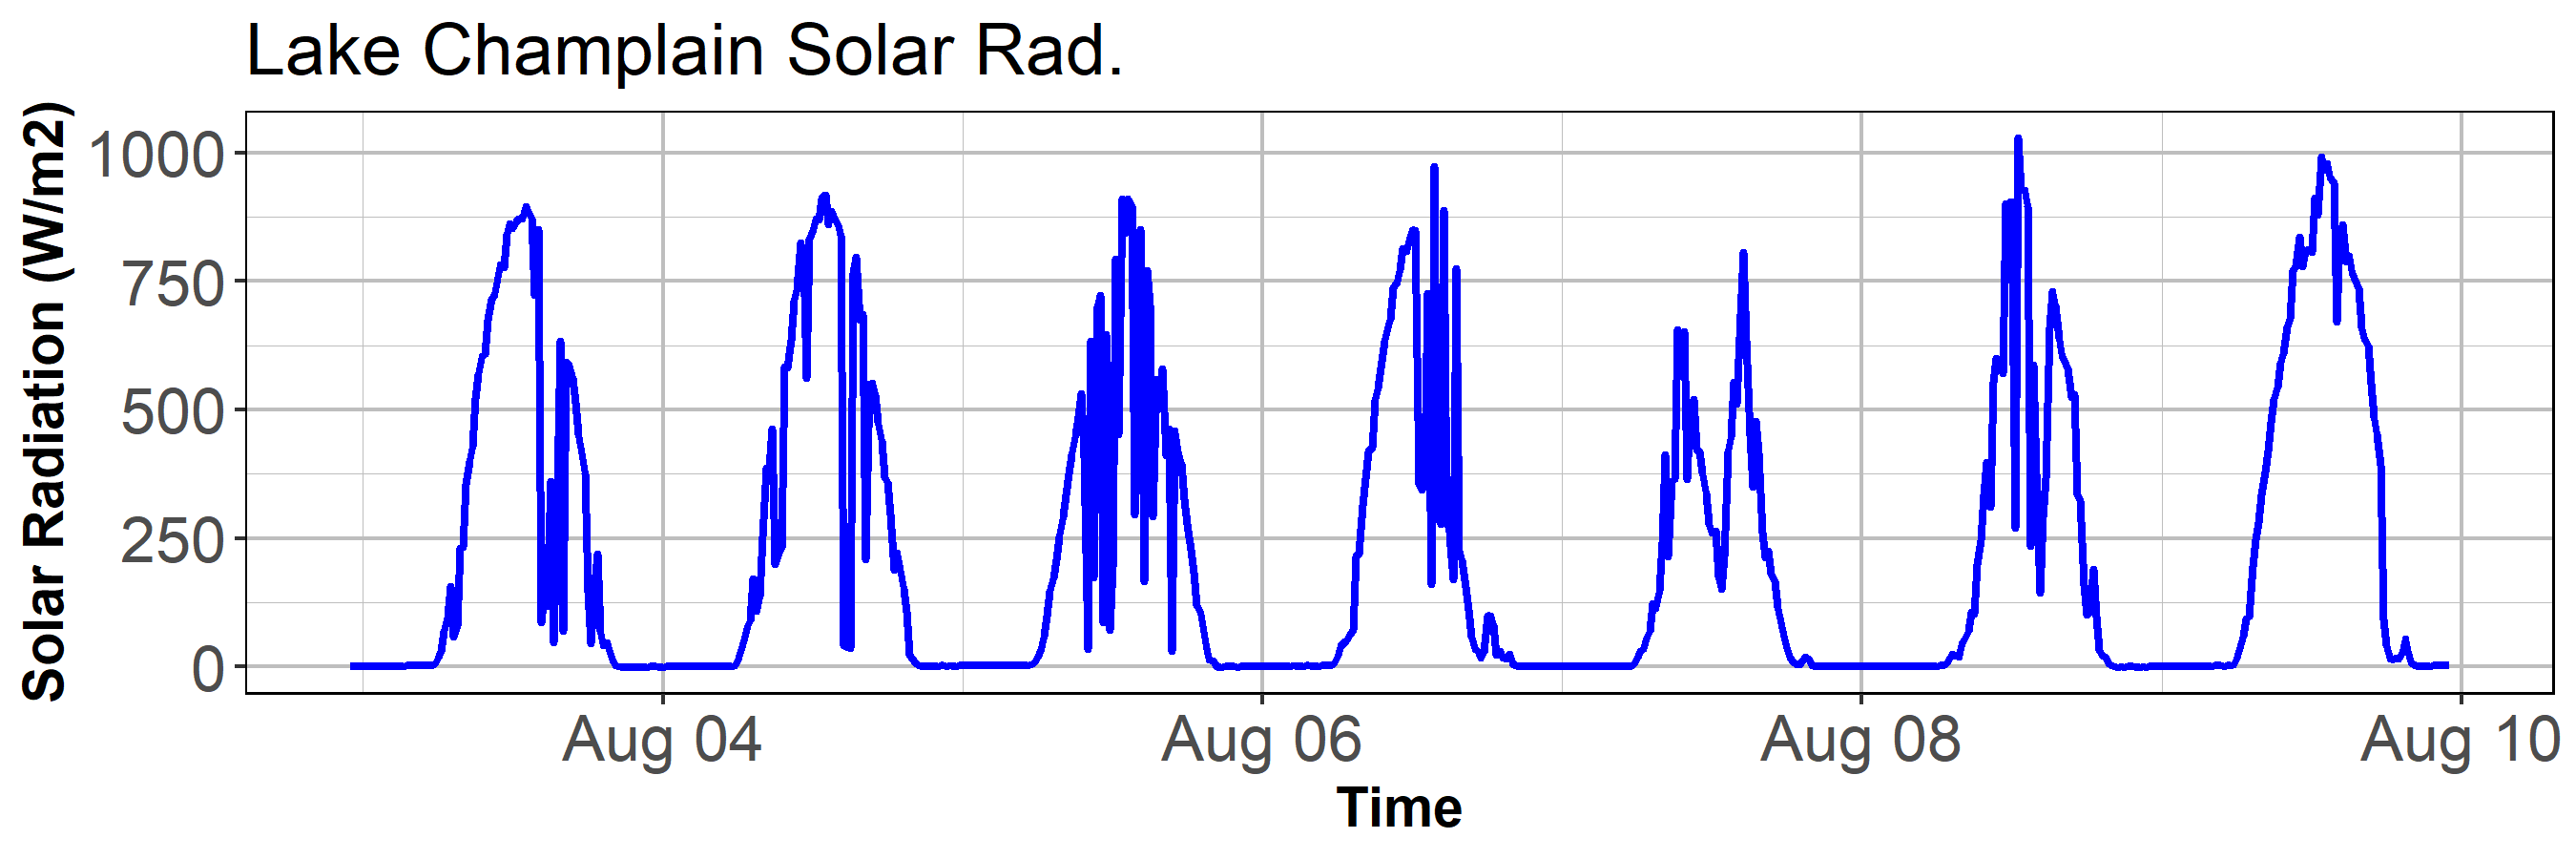 Lake Champlain Solar Rad.
Solar Radiation (W/m2)
1000
750
500
250
0
Aug 04 Aug 06 Aug 08 Aug 10
Time